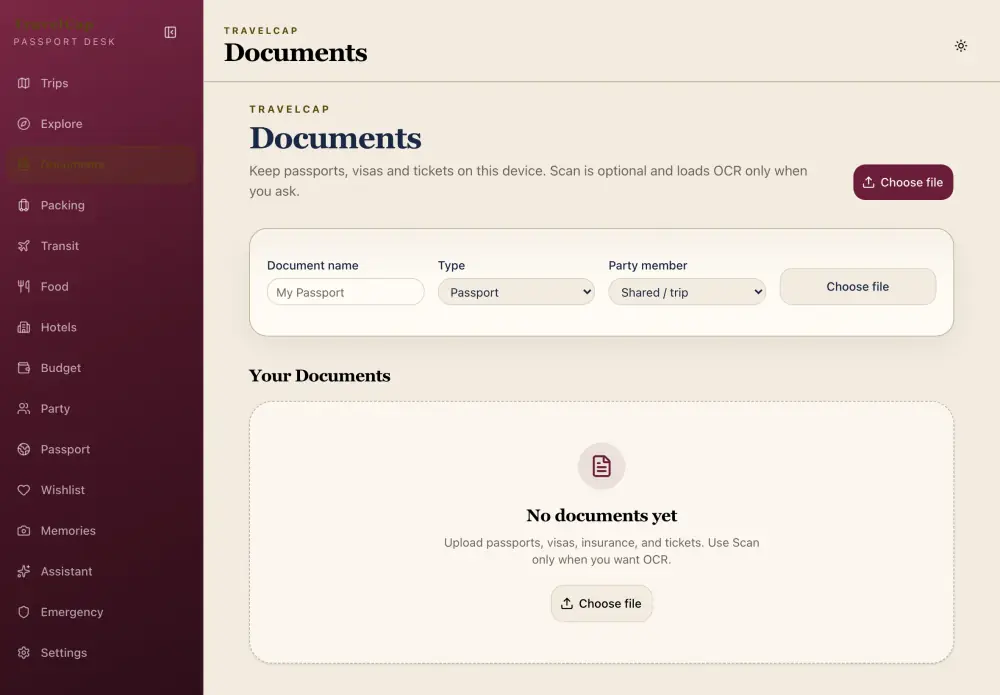 TravelCap
PASSPORT DESK
Trips
Explore
Documents
Packing
Transit
Food
Hotels
Budget
Party
Passport
Wishlist
Memories
Assistant
Emergency
Settings
TRAVELCAP
Documents
TRAVELCAP
Documents
Keep passports, visas and tickets on this device. Scan is optional and loads OCR only when
you ask.
Choose file
Document name
My Passport
Type
Passport
Party member
Shared / trip
Choose file
Your Documents
No documents yet
Upload passports, visas, insurance, and tickets. Use Scan
only when you want OCR.
Choose file